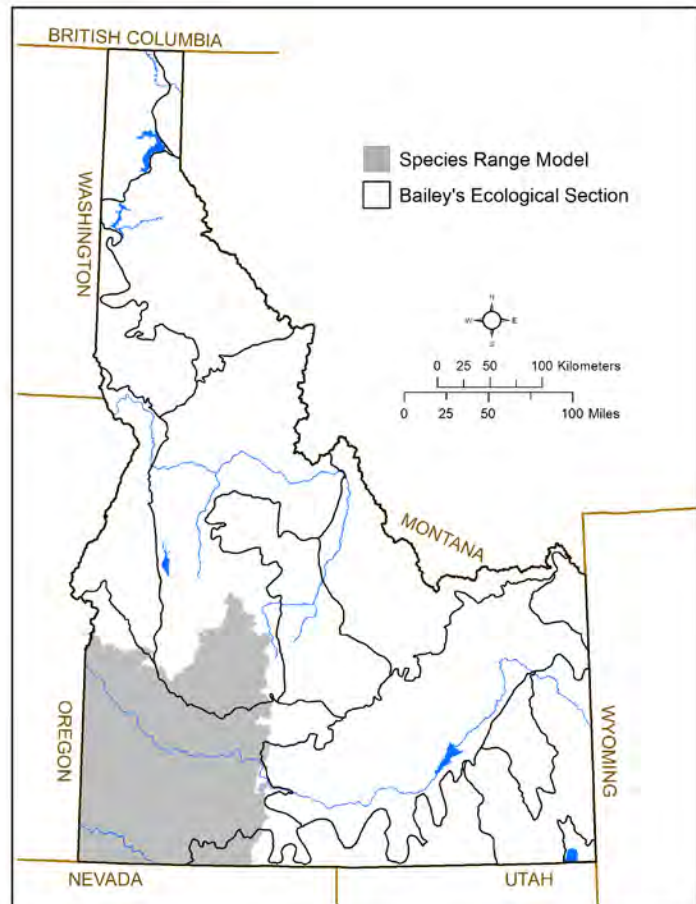 BRITISH COLUMBIA
WASHINGTON
Species Range Model
Bailey's Ecological Section
N
W E
S
0 25 50 100 Kilometers
0 25 50 100 Miles
MONTANA
OREGON
WYOMING
NEVADA
UTAH